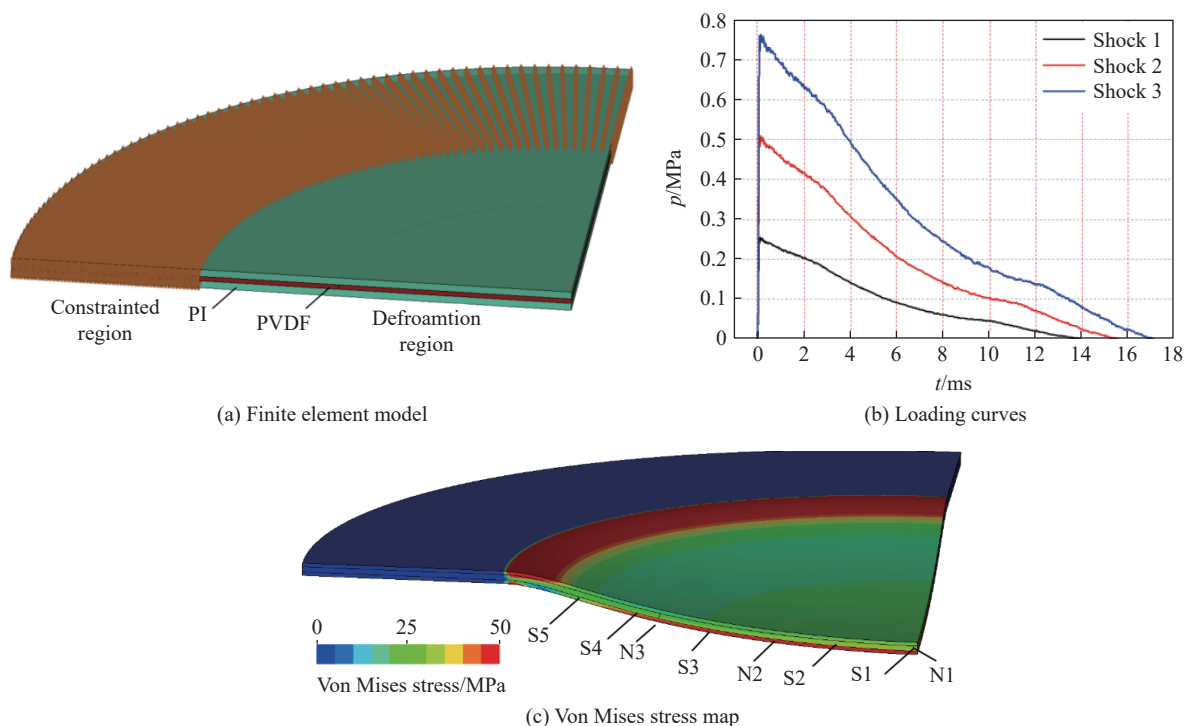 Constrainted
region
PI
PVDF
Defroamtion
region
(a) Finite element model
0.8
0.7
0.6
0.5
0.4
0.3
0.2
0.1
0
p/MPa
Shock 1
Shock 2
Shock 3
0 2 4 6 8 10 12 14 16 18
t/ms
(b) Loading curves
0 25 50
Von Mises stress/MPa
S5
S4
N3
S3
N2
S2
S1
N1
(c) Von Mises stress map